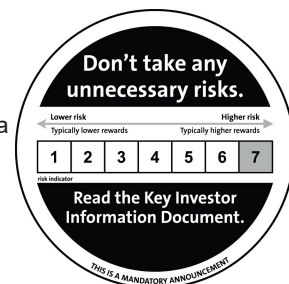 Don’t take any
unnecessary risks.
Lower risk Higher risk
Typically lower rewards Typically higher rewards
1 2 3 4 5 6 7
risk indicator
Read the Key Investor
Information Document.
THIS IS A MANDATORY ANNOUNCEMENT
a